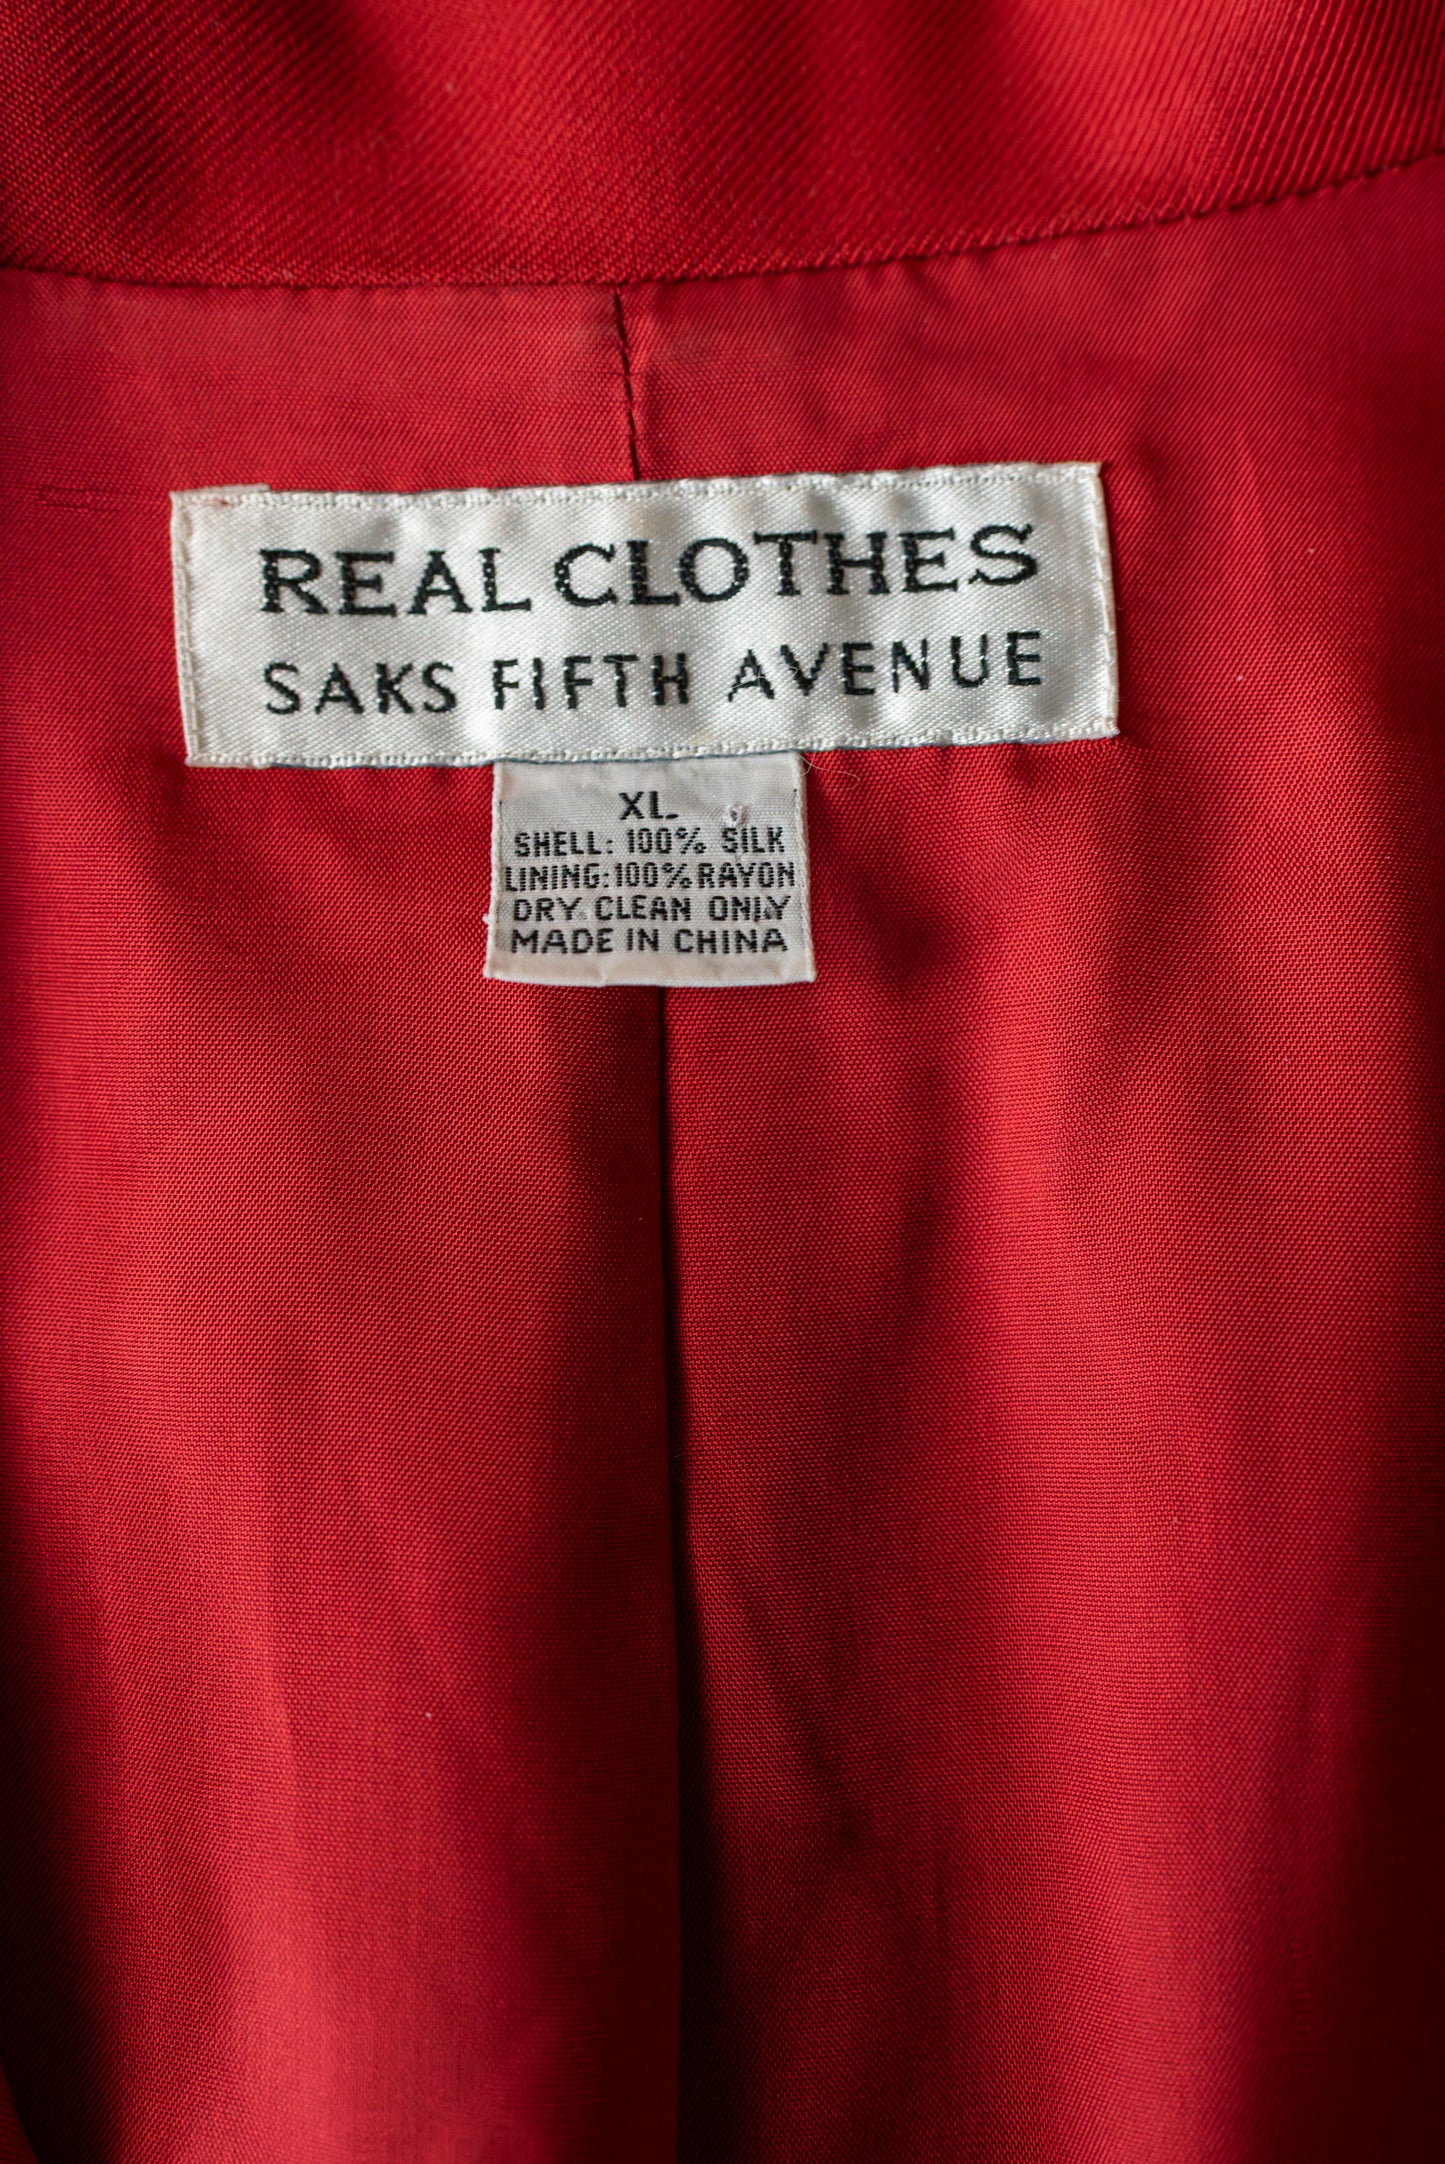 REAL CLOTHES
SAKS FIFTH AVENUE
XL
SHELL: 100% SILK
LINING:100% RAYON
DRY CLEAN ONLY
MADE IN CHINA